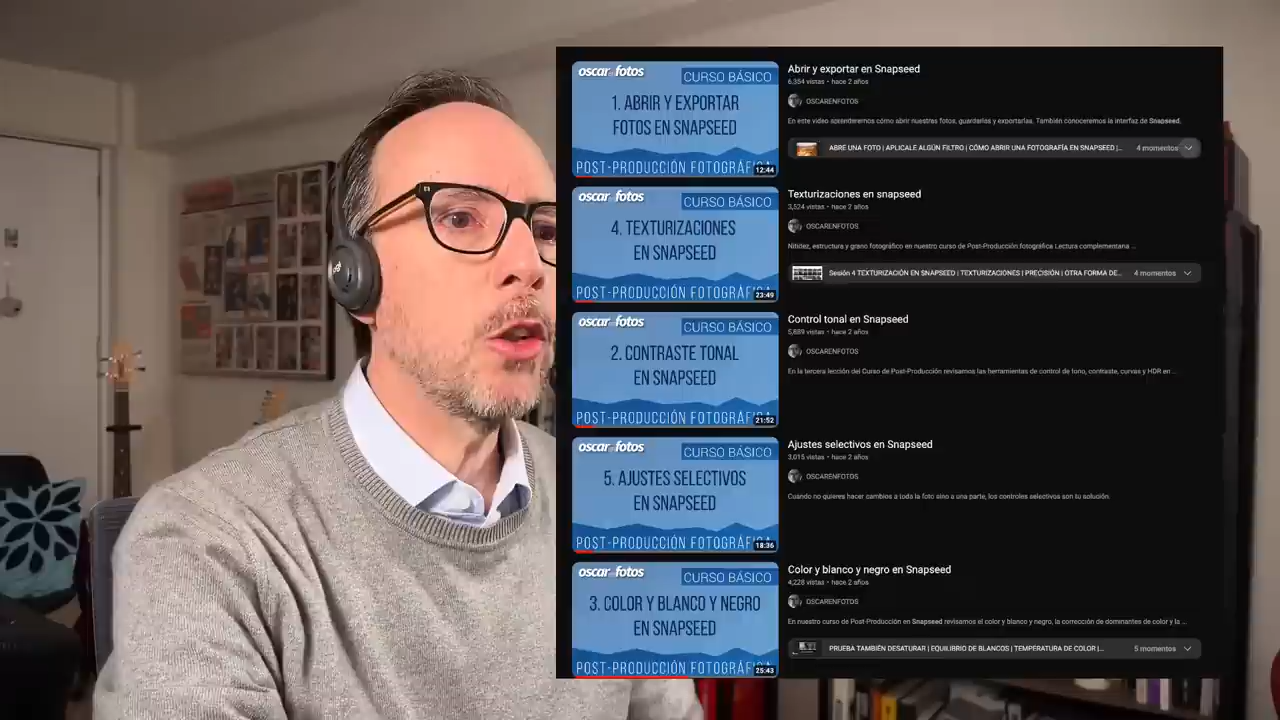 oscar en fotos
CURSO BÁSICO
1. ABRIR Y EXPORTAR
FOTOS EN SNAPSEED
POST-PRODUCCIÓN FOTOGRÁFICA
12:44
Abrir y exportar en Snapseed
6,354 vistas • hace 2 años
OSCARENFOTOS
En este video aprenderemos cómo abrir nuestras fotos, guardarlas y exportarlas. También conoceremos la interfaz de Snapseed.
ABRE UNA FOTO | APLICALE ALGÚN FILTRO | CÓMO ABRIR UNA FOTOGRAFÍA EN SNAPSEED |...
4 momentos
oscar en fotos
CURSO BÁSICO
4. TEXTURIZACIONES
EN SNAPSEED
POST-PRODUCCIÓN FOTOGRÁFICA
23:49
Texturizaciones en snapseed
3,524 vistas • hace 2 años
OSCARENFOTOS
Nitidez, estructura y grano fotográfico en nuestro curso de Post-Producción fotográfica Lectura complementaria ...
Sesión 4 TEXTURIZACIÓN EN SNAPSEED | TEXTURIZACIONES | PRECISIÓN | OTRA FORMA DE...
4 momentos
oscar en fotos
CURSO BÁSICO
2. CONTRASTE TONAL
EN SNAPSEED
POST-PRODUCCIÓN FOTOGRÁFICA
21:52
Control tonal en Snapseed
5,689 vistas • hace 2 años
OSCARENFOTOS
En la tercera lección del Curso de Post-Producción revisamos las herramientas de control de tono, contraste, curvas y HDR en ...
oscar en fotos
CURSO BÁSICO
5. AJUSTES SELECTIVOS
EN SNAPSEED
POST-PRODUCCIÓN FOTOGRÁFICA
18:36
Ajustes selectivos en Snapseed
3,015 vistas • hace 2 años
OSCARENFOTOS
Cuando no quieres hacer cambios a toda la foto sino a una parte, los controles selectivos son tu solución.
oscar en fotos
CURSO BÁSICO
3. COLOR Y BLANCO Y NEGRO
EN SNAPSEED
POST-PRODUCCIÓN FOTOGRÁFICA
25:43
Color y blanco y negro en Snapseed
4,228 vistas • hace 2 años
OSCARENFOTOS
En nuestro curso de Post-Producción en Snapseed revisamos el color y blanco y negro, la corrección de dominantes de color y la ...
PRUEBA TAMBIÉN DESATURAR | EQUILIBRIO DE BLANCOS | TEMPERATURA DE COLOR |...
5 momentos